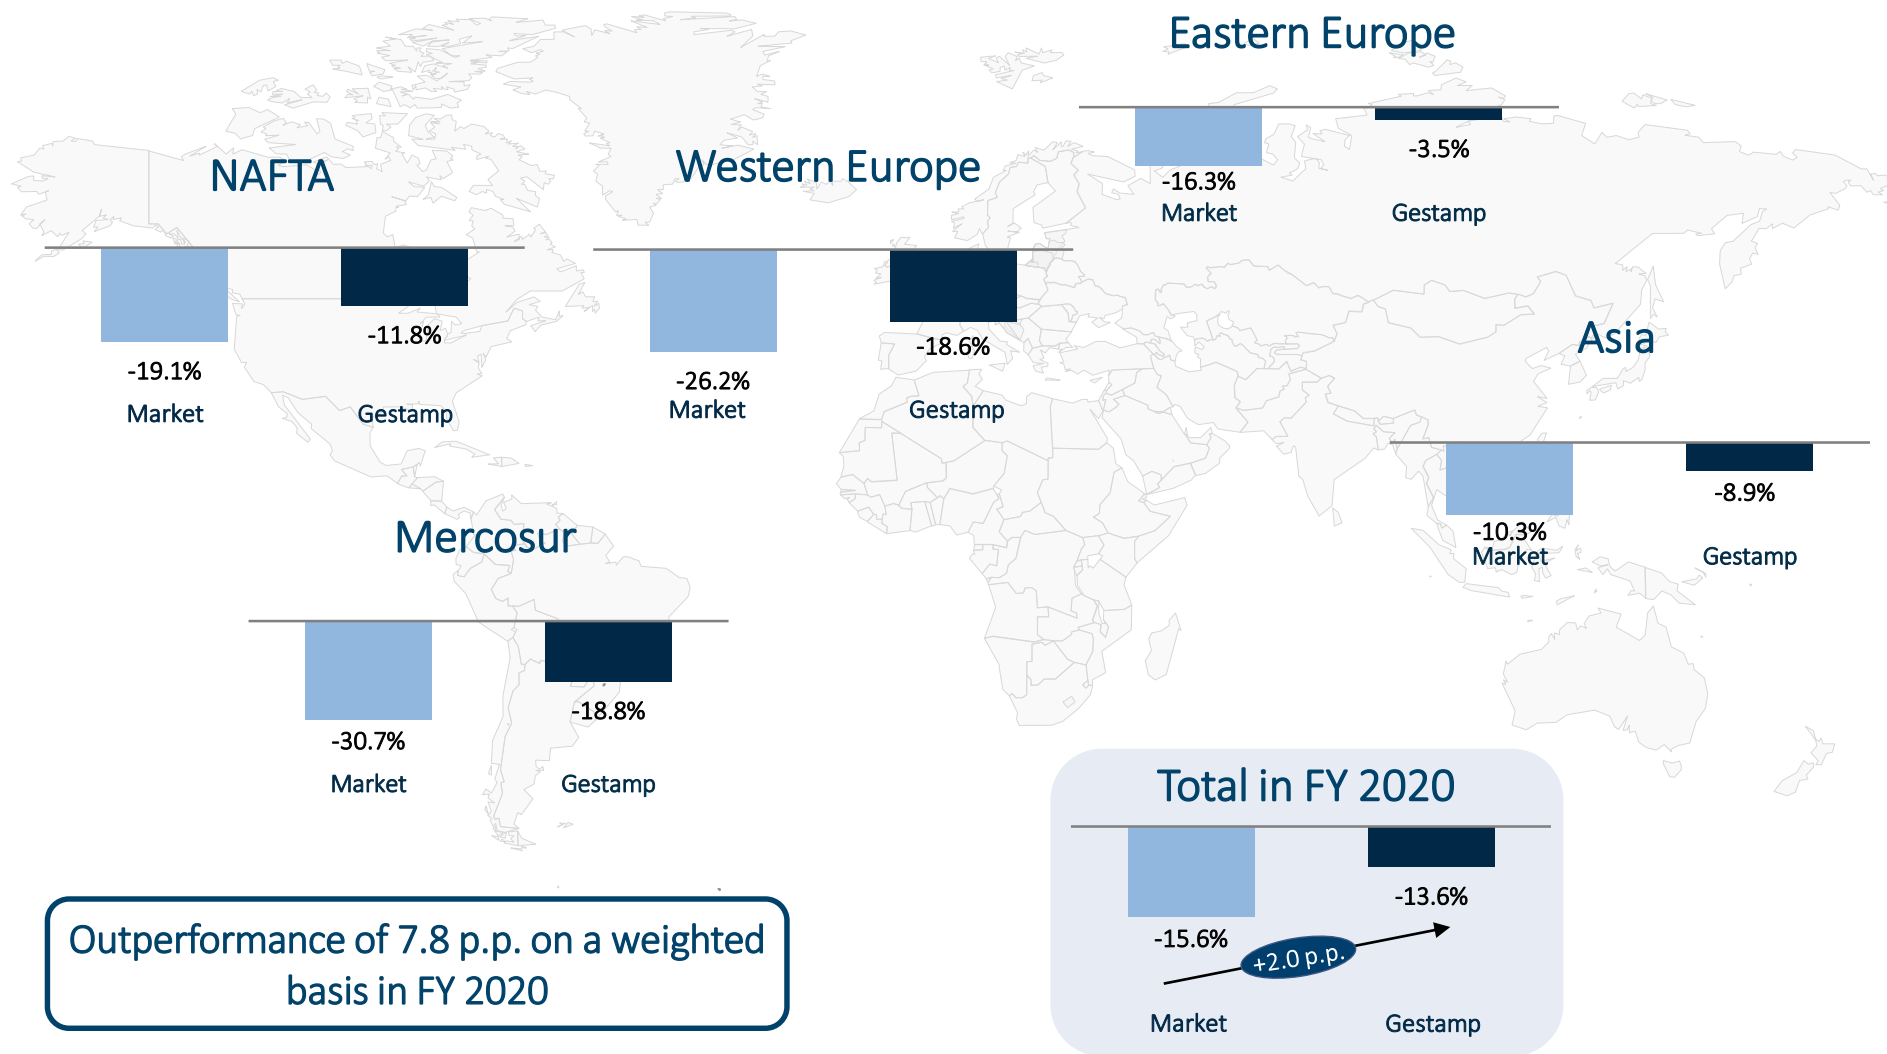 Eastern Europe
-16.3%
-3.5%
Market
Gestamp
NAFTA
-19.1%
-11.8%
Market
Gestamp
Western Europe
-26.2%
-18.6%
Market
Gestamp
Asia
-10.3%
-8.9%
Market
Gestamp
Mercosur
-30.7%
-18.8%
Market
Gestamp
Total in FY 2020
-15.6%
-13.6%
+2.0 p.p.
Market
Gestamp
Outperformance of 7.8 p.p. on a weighted
basis in FY 2020